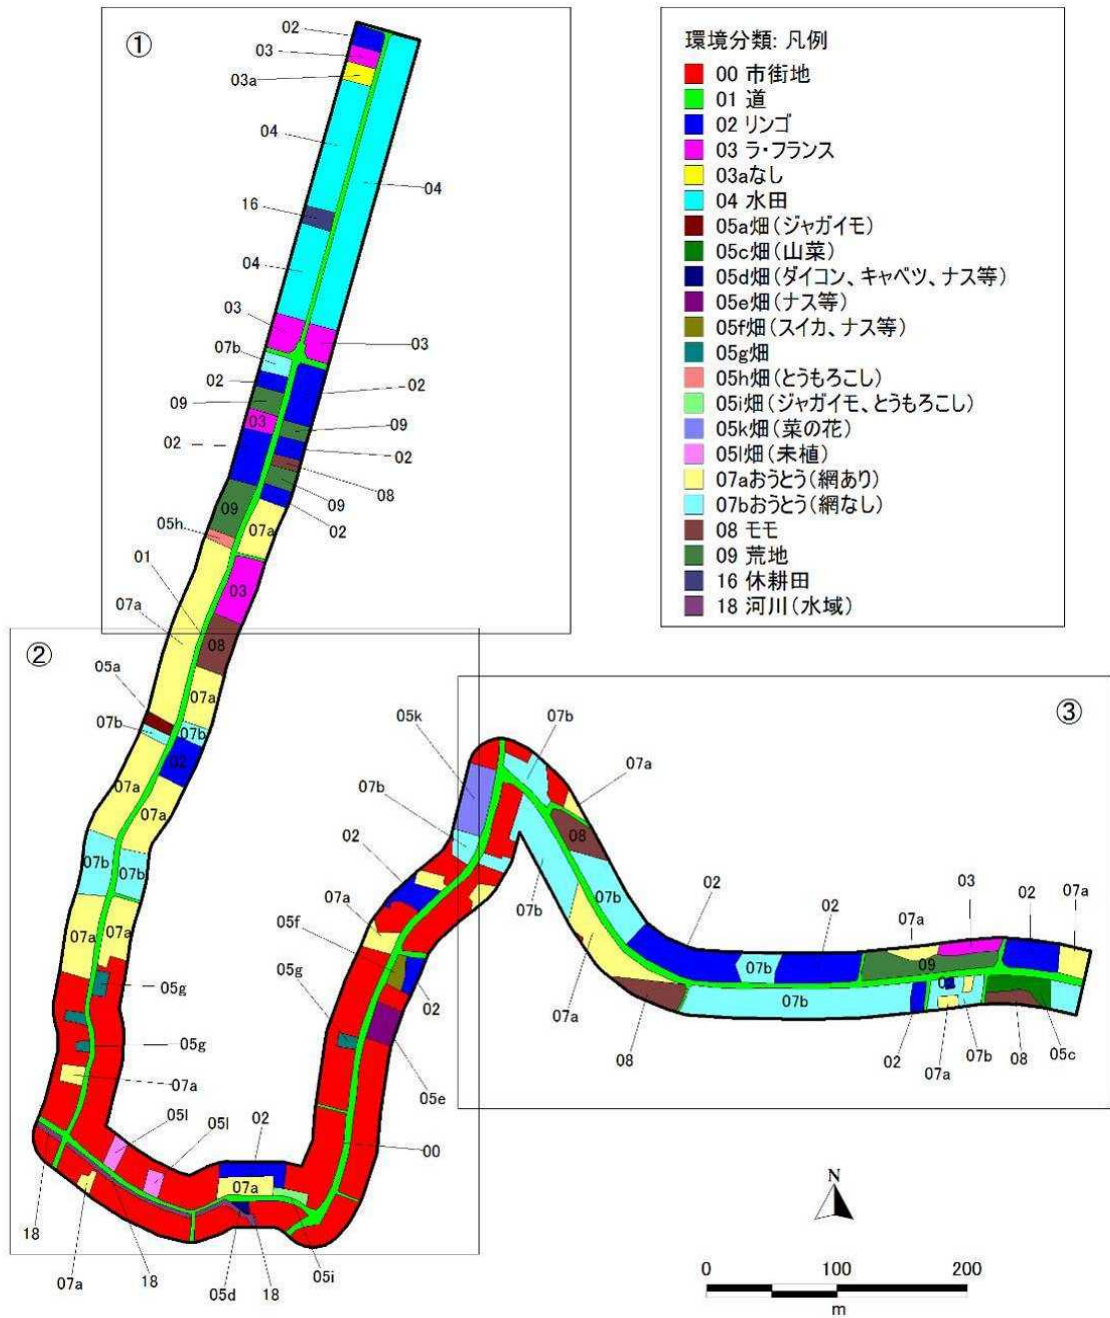 ①
02
03
03a
04
04
16
04
03
03
07b
02
02
09
03
09
02
02
08
09
09
02
05h
07a
01
03
07a
08
②
05a
07a
07b
07b
02
07a
07a
07b
07b
07a
07a
05g
05g
07a
05l
05l
02
07a
00
18
07a
18
05d
18
05i
05k
07b
02
07a
05f
05g
02
05e
③
07b
07a
08
07b
07b
02
02
07a
03
02
07a
07b
09
07a
07b
02
08
02
07a
07b
08
05c
環境分類: 凡例
00 市街地
01 道
02 リンゴ
03 ラ・フランス
03aなし
04 水田
05a畑(ジャガイモ)
05c畑(山菜)
05d畑(ダイコン、キャベツ、ナス等)
05e畑(ナス等)
05f畑(スイカ、ナス等)
05g畑
05h畑(とうもろこし)
05i畑(ジャガイモ、とうもろこし)
05k畑(菜の花)
05l畑(未植)
07aおうとう(網あり)
07bおうとう(網なし)
08 モモ
09 荒地
16 休耕田
18 河川(水域)
N
0 100 200
m